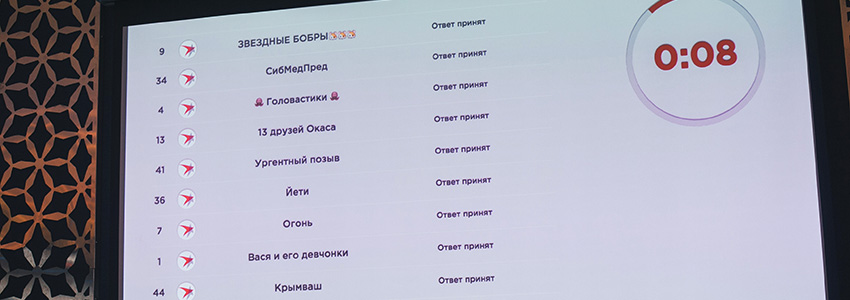 9 ЗВЕЗДНЫЕ БОБРЫ Ответ принят
0:08
34 СибМедПред Ответ принят
4 🐙 Головастики 🐙 Ответ принят
13 13 друзей Окаса Ответ принят
41 Ургентный позыв Ответ принят
36 Йети Ответ принят
7 Огонь Ответ принят
1 Вася и его девчонки Ответ принят
44 Крымваш Ответ принят